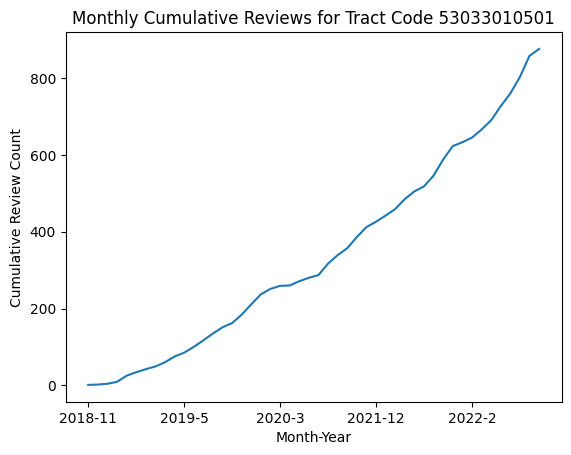 Monthly Cumulative Reviews for Tract Code 53033010501
Cumulative Review Count
800
600
400
200
0
2018-11 2019-5 2020-3 2021-12 2022-2
Month-Year